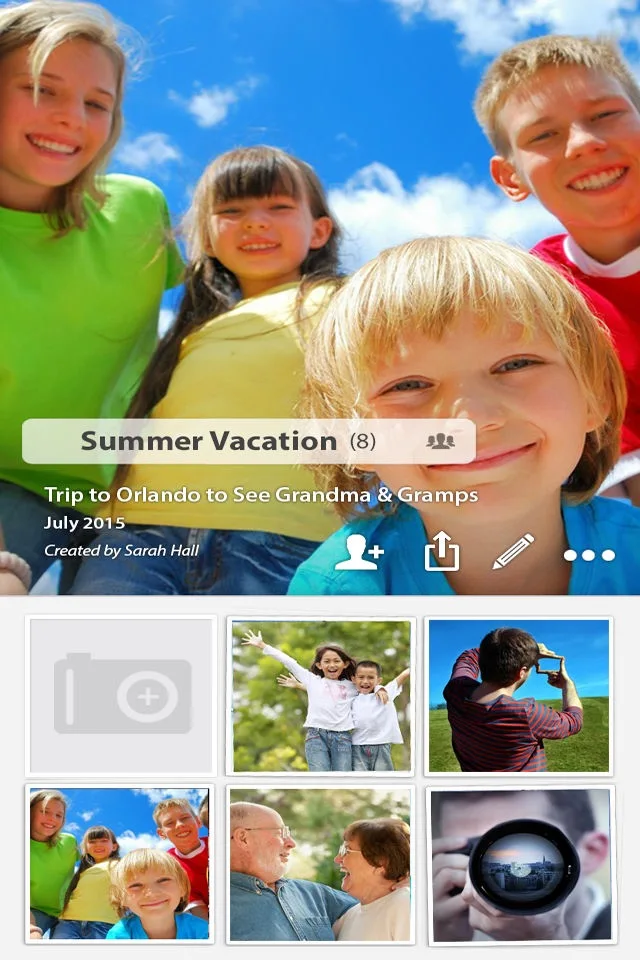 Summer Vacation (8)
Trip to Orlando to See Grandma & Gramps
July 2015
Created by Sarah Hall